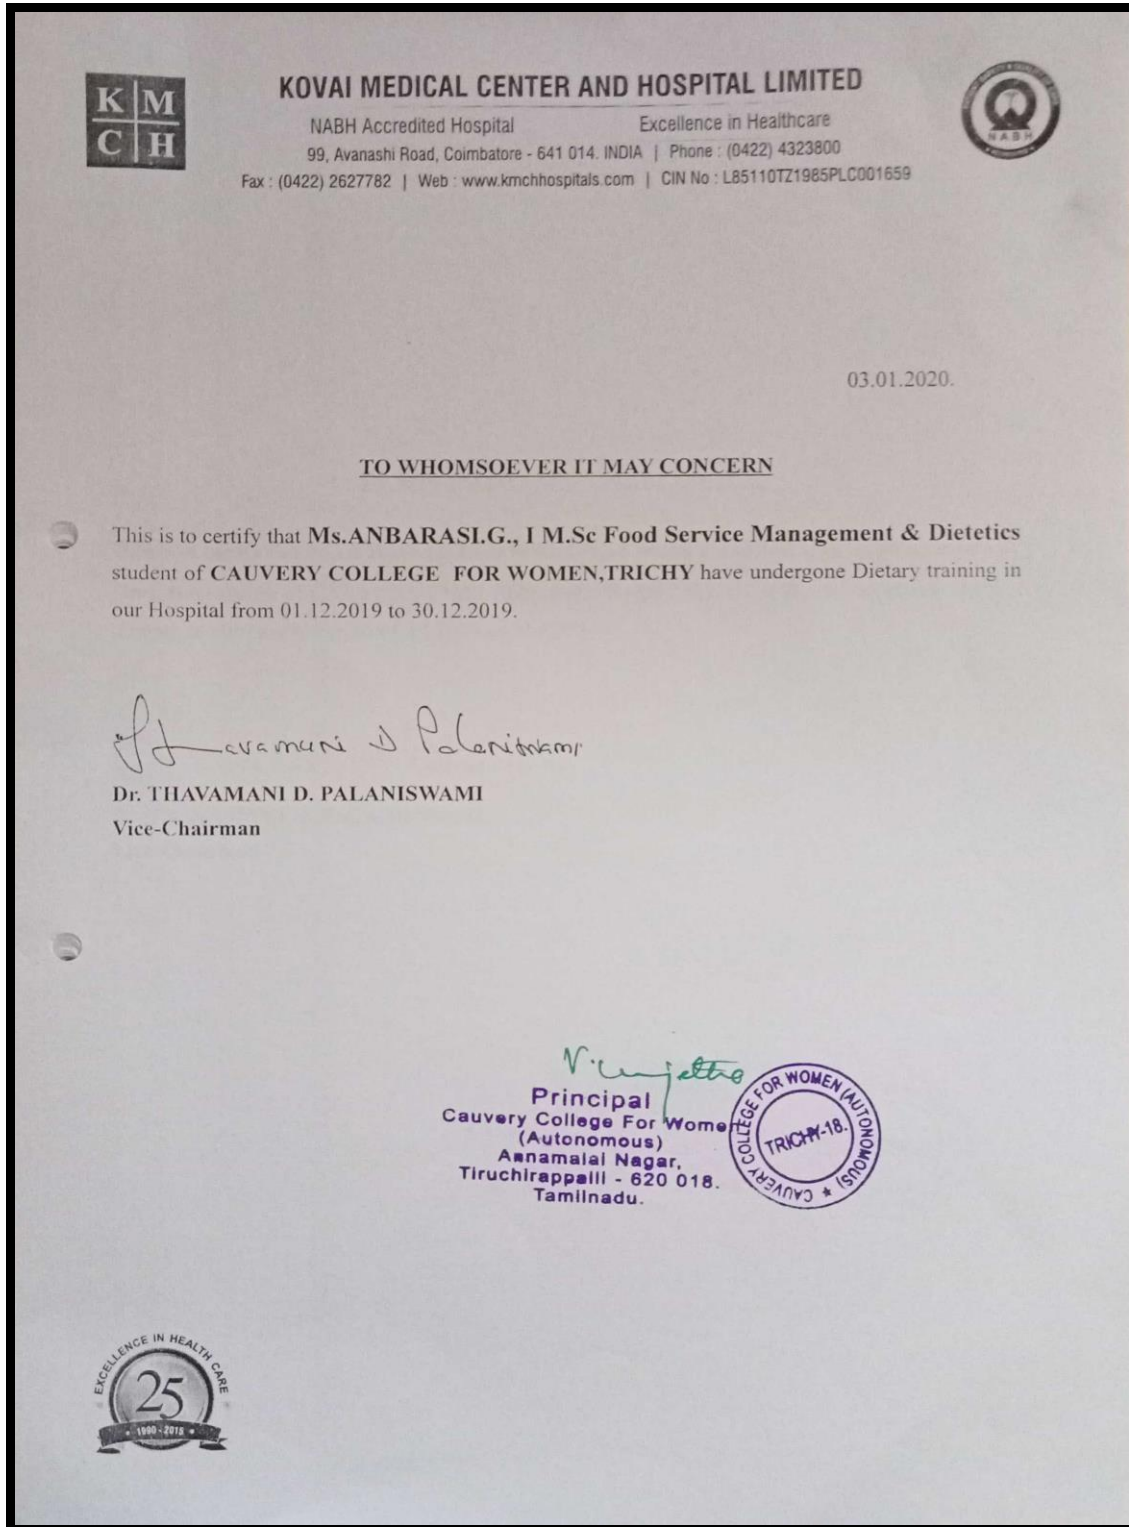 K M
C H
KOVAI MEDICAL CENTER AND HOSPITAL LIMITED
NABH Accredited Hospital Excellence in Healthcare
99, Avanashi Road, Coimbatore - 641 014. INDIA | Phone : (0422) 4323800
Fax : (0422) 2627782 | Web : www.kmchhospitals.com | CIN No : L85110TZ1985PLC001659
NABH
03.01.2020.
TO WHOMSOEVER IT MAY CONCERN
This is to certify that Ms.ANBARASI.G., I M.Sc Food Service Management & Dietetics
student of CAUVERY COLLEGE FOR WOMEN,TRICHY have undergone Dietary training in
our Hospital from 01.12.2019 to 30.12.2019.
Thavamani D Palaniswami
Dr. THAVAMANI D. PALANISWAMI
Vice-Chairman
Principal
Cauvery College For Women
(Autonomous)
Annamalai Nagar,
Tiruchirappalli - 620 018.
Tamilnadu.
CAUVERY COLLEGE FOR WOMEN (AUTONOMOUS) ★
TRICHY-18.
EXCELLENCE IN HEALTH CARE
25
1990-2015